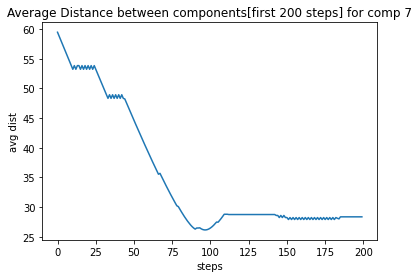 Average Distance between components[first 200 steps] for comp 7
60
55
50
45
40
35
30
25
avg dist
0 25 50 75 100 125 150 175 200
steps